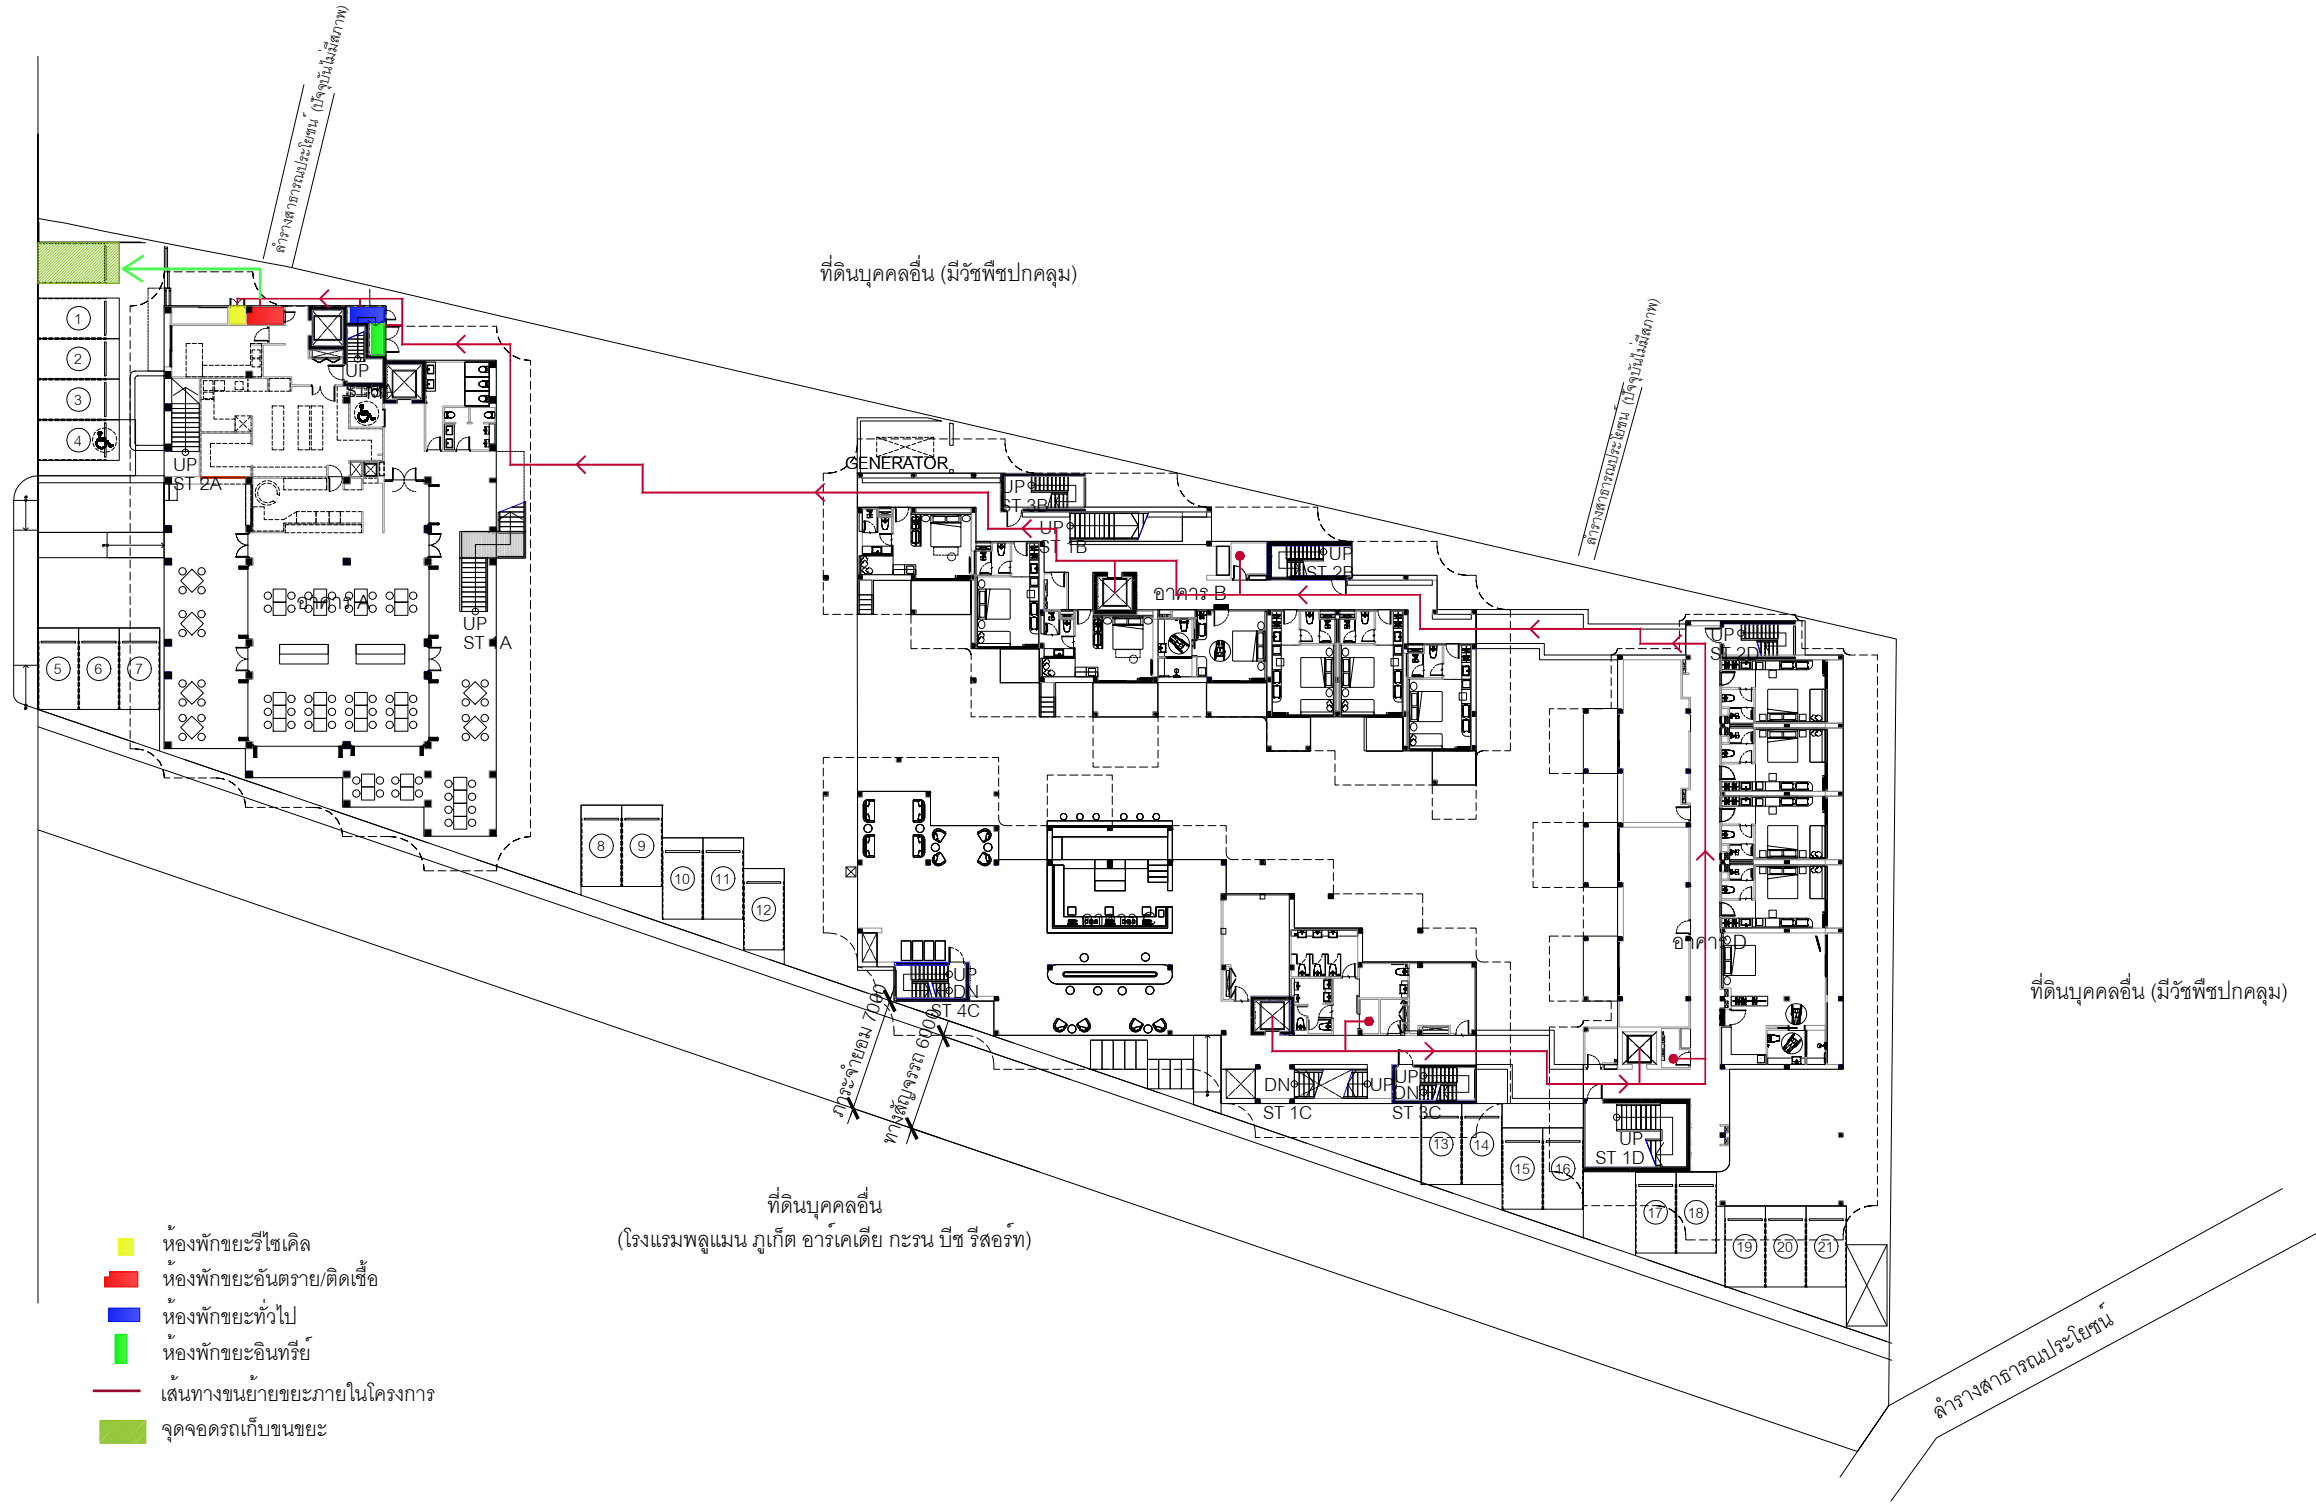 ลำรางสาธารณประโยชน์ (ปัจจุบันไม่มีสภาพ)
ที่ดินบุคคลอื่น (มีวัชพืชปกคลุม)
ลำรางสาธารณประโยชน์ (ปัจจุบันไม่มีสภาพ)
1
2
3
4
UP
UP
ST 2A
GENERATOR
UP
ST 3B
UP
ST 1B
UP
ST 2B
อาคาร A
อาคาร B
UP
ST 1A
UP
ST 2D
5
6
7
8
9
10
11
12
อาคาร D
UP
DN
ST 4C
ที่ดินบุคคลอื่น (มีวัชพืชปกคลุม)
ภาระจำยอม 7000
ทางสัญจรรถ 6000
DN
UP
ST 1C
UP
DN
ST 3C
13
14
15
16
UP
ST 1D
17
18
19
20
21
ที่ดินบุคคลอื่น
(โรงแรมพลูแมน ภูเก็ต อาร์เคเดีย กะรน บีช รีสอร์ท)
ห้องพักขยะรีไซเคิล
ห้องพักขยะอันตราย/ติดเชื้อ
ห้องพักขยะทั่วไป
ห้องพักขยะอินทรีย์
เส้นทางขนย้ายขยะภายในโครงการ
จุดจอดรถเก็บขนขยะ
ลำรางสาธารณประโยชน์